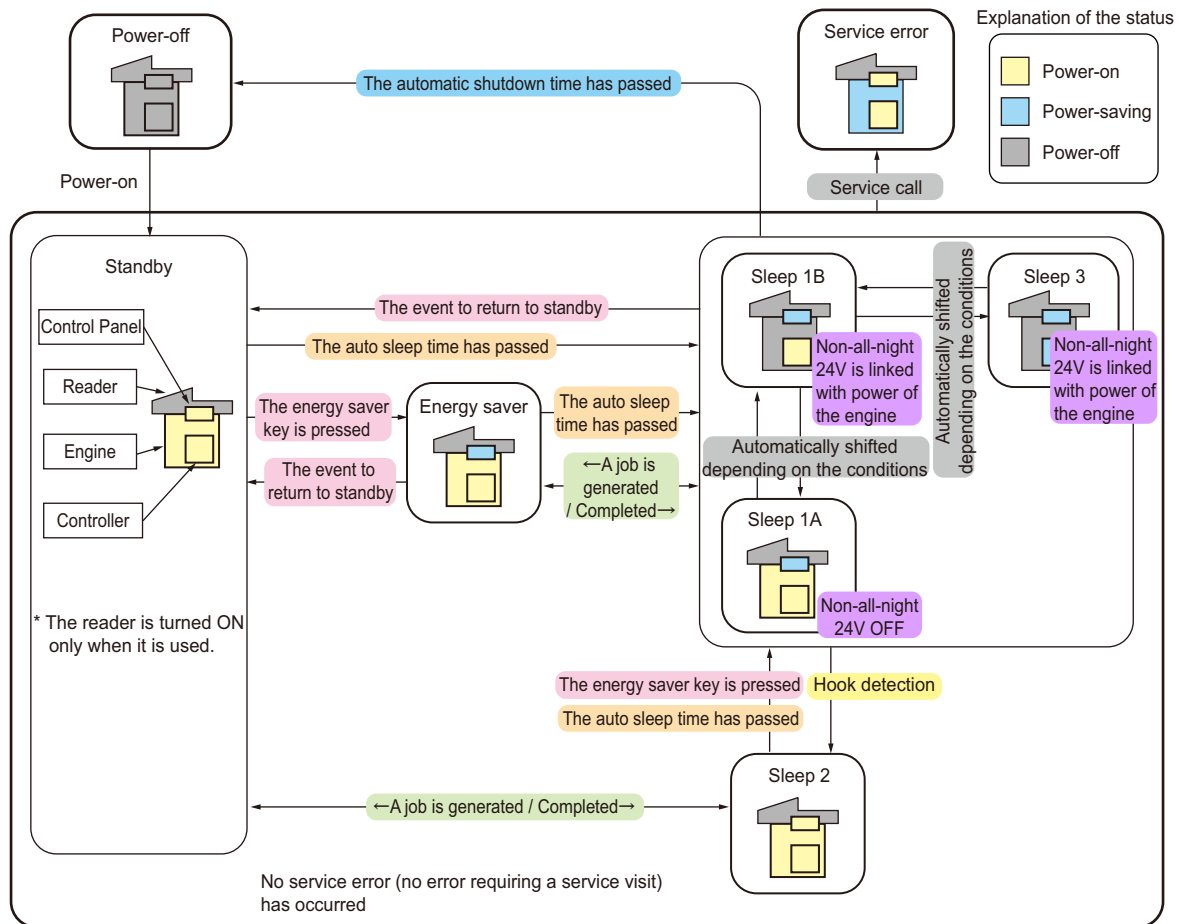 Power-off
Service error
Explanation of the status
Power-on
Power-saving
Power-off
The automatic shutdown time has passed
Power-on
Service call
Standby
Control Panel
Reader
Engine
Controller
* The reader is turned ON
only when it is used.
The event to return to standby
The auto sleep time has passed
The energy saver
key is pressed
Energy saver
The auto sleep
time has passed
The event to
return to standby
←A job is
generated
/ Completed→
Sleep 1B
Non-all-night
24V is linked
with power of
the engine
Automatically shifted
depending on the conditions
Sleep 3
Non-all-night
24V is linked
with power of
the engine
Automatically shifted
depending on the conditions
Sleep 1A
Non-all-night
24V OFF
The energy saver key is pressed
Hook detection
The auto sleep time has passed
Sleep 2
←A job is generated / Completed→
No service error (no error requiring a service visit)
has occurred